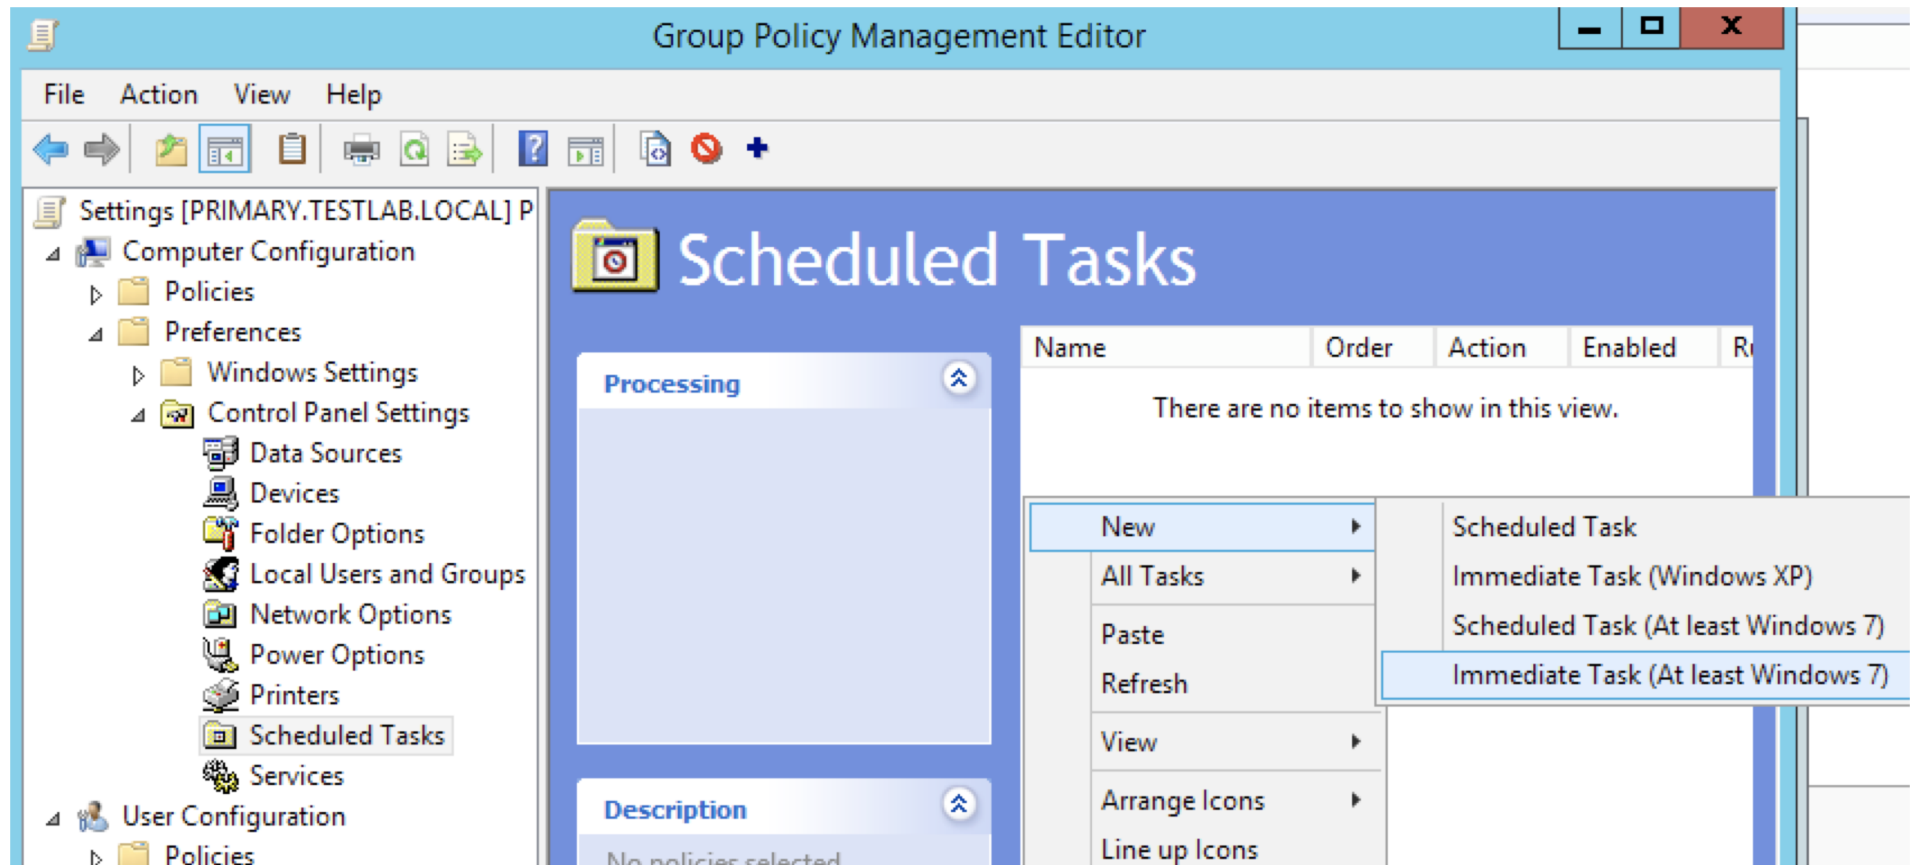 Group Policy Management Editor
X
File Action View Help
Settings [PRIMARY.TESTLAB.LOCAL] P
Computer Configuration
Policies
Preferences
Windows Settings
Control Panel Settings
Data Sources
Devices
Folder Options
Local Users and Groups
Network Options
Power Options
Printers
Scheduled Tasks
Services
User Configuration
Policies
Scheduled Tasks
Processing
Description
No policies selected
Name Order Action Enabled Ru
There are no items to show in this view.
New
All Tasks
Paste
Refresh
View
Arrange Icons
Line up Icons
Scheduled Task
Immediate Task (Windows XP)
Scheduled Task (At least Windows 7)
Immediate Task (At least Windows 7)